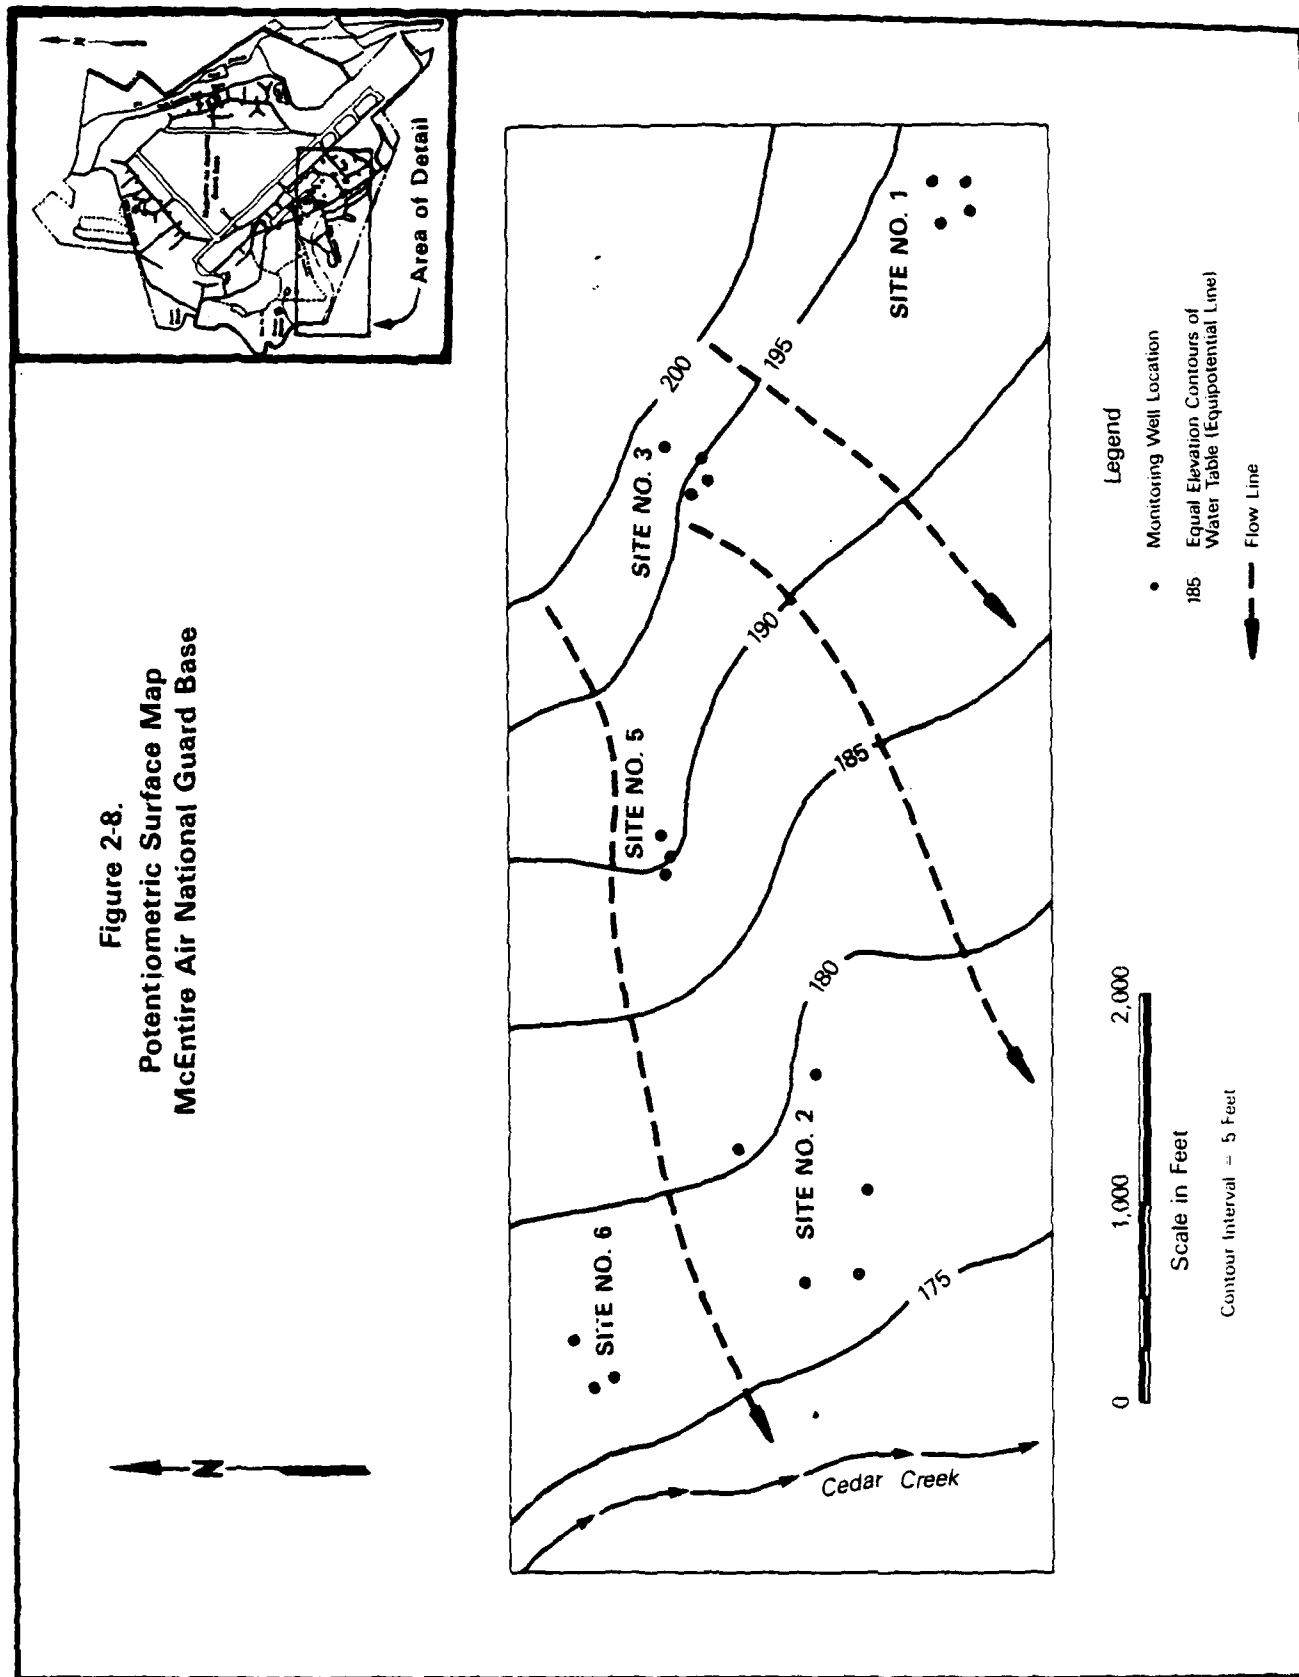 Figure 2-8.
Potentiometric Surface Map
McEntire Air National Guard Base
N
N
Area of Detail
200
195
190
185
180
175
SITE NO. 1
SITE NO. 3
SITE NO. 5
SITE NO. 2
SITE NO. 6
Cedar Creek
0
1,000
2,000
Scale in Feet
Contour Interval = 5 Feet
Legend
Monitoring Well Location
185
Equal Elevation Contours of
Water Table (Equipotential Line)
Flow Line